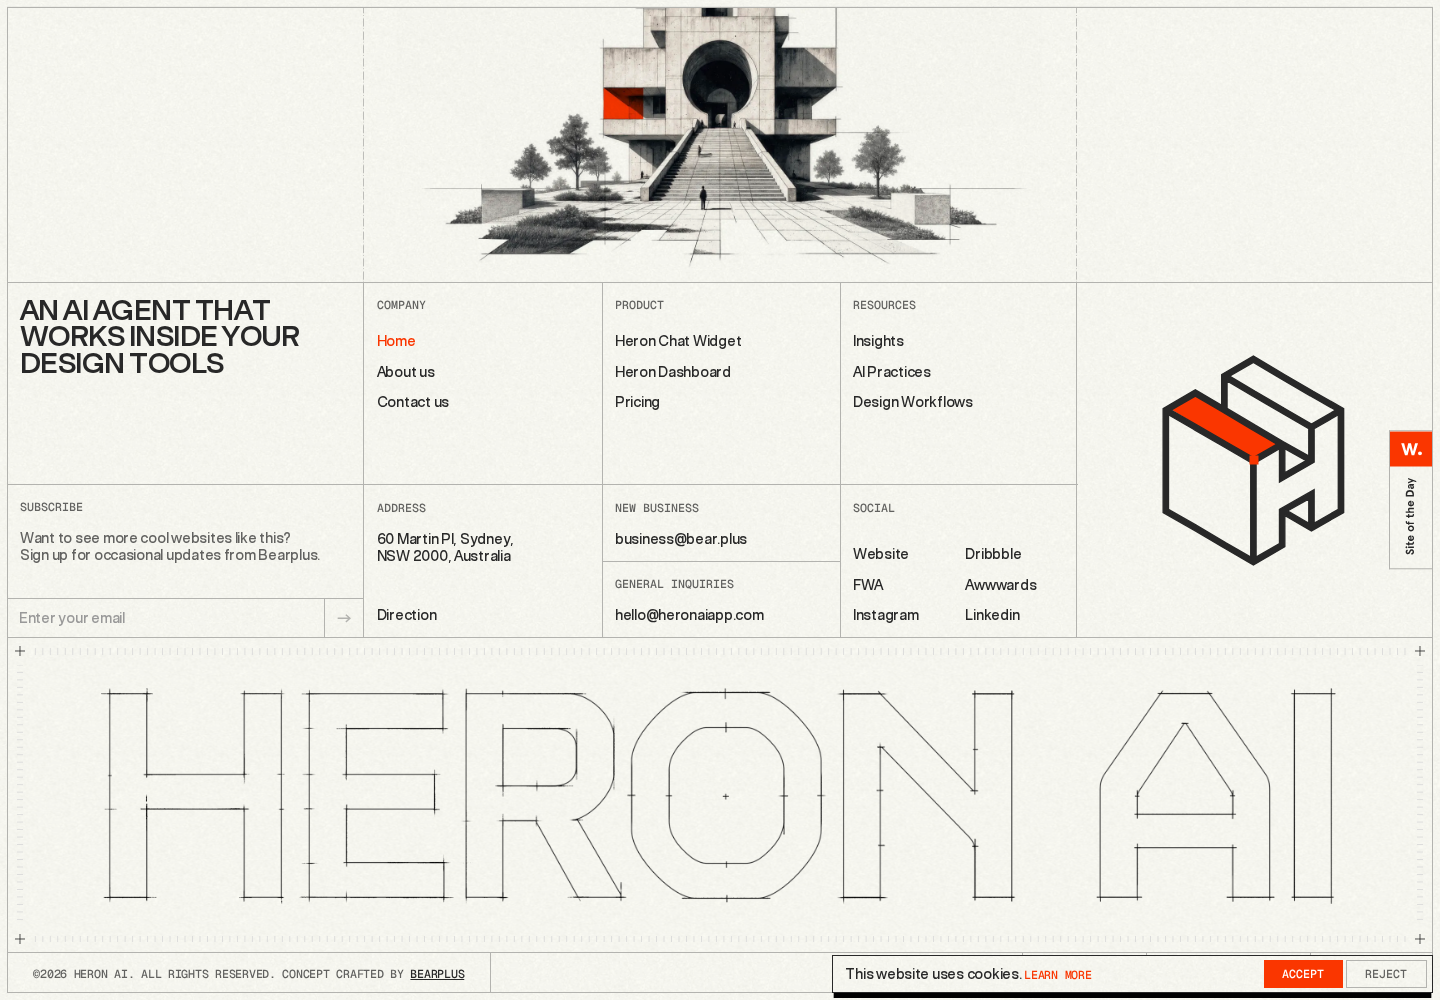 AN AI AGENT THAT
WORKS INSIDE YOUR
DESIGN TOOLS
COMPANY
Home
About us
Contact us
PRODUCT
Heron Chat Widget
Heron Dashboard
Pricing
RESOURCES
Insights
AI Practices
Design Workflows
W.
Site of the Day
SUBSCRIBE
Want to see more cool websites like this?
Sign up for occasional updates from Bearplus.
Enter your email
ADDRESS
60 Martin Pl, Sydney,
NSW 2000, Australia
Direction
NEW BUSINESS
business@bear.plus
GENERAL INQUIRIES
hello@heronaiapp.com
SOCIAL
Website
Dribbble
FWA
Awwwards
Instagram
Linkedin
HERON AI
©2026 HERON AI. ALL RIGHTS RESERVED. CONCEPT CRAFTED BY BEARPLUS
This website uses cookies. LEARN MORE
ACCEPT
REJECT